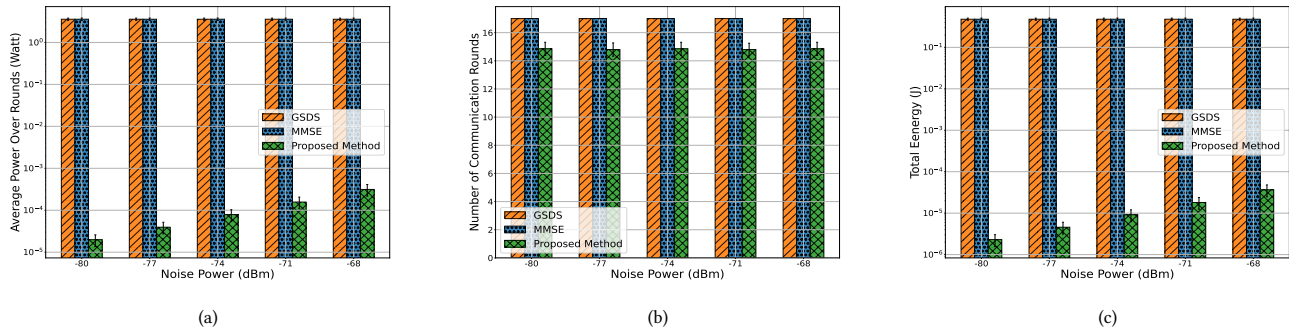 Average Power Over Rounds (Watt)
10⁰
10⁻¹
10⁻²
10⁻³
10⁻⁴
10⁻⁵
GSDS
MMSE
Proposed Method
-80 -77 -74 -71 -68
Noise Power (dBm)
(a)
Number of Communication Rounds
16
14
12
10
8
6
4
2
0
GSDS
MMSE
Proposed Method
-80 -77 -74 -71 -68
Noise Power (dBm)
(b)
Total Eenergy (J)
10⁻¹
10⁻²
10⁻³
10⁻⁴
10⁻⁵
10⁻⁶
GSDS
MMSE
Proposed Method
-80 -77 -74 -71 -68
Noise Power (dBm)
(c)